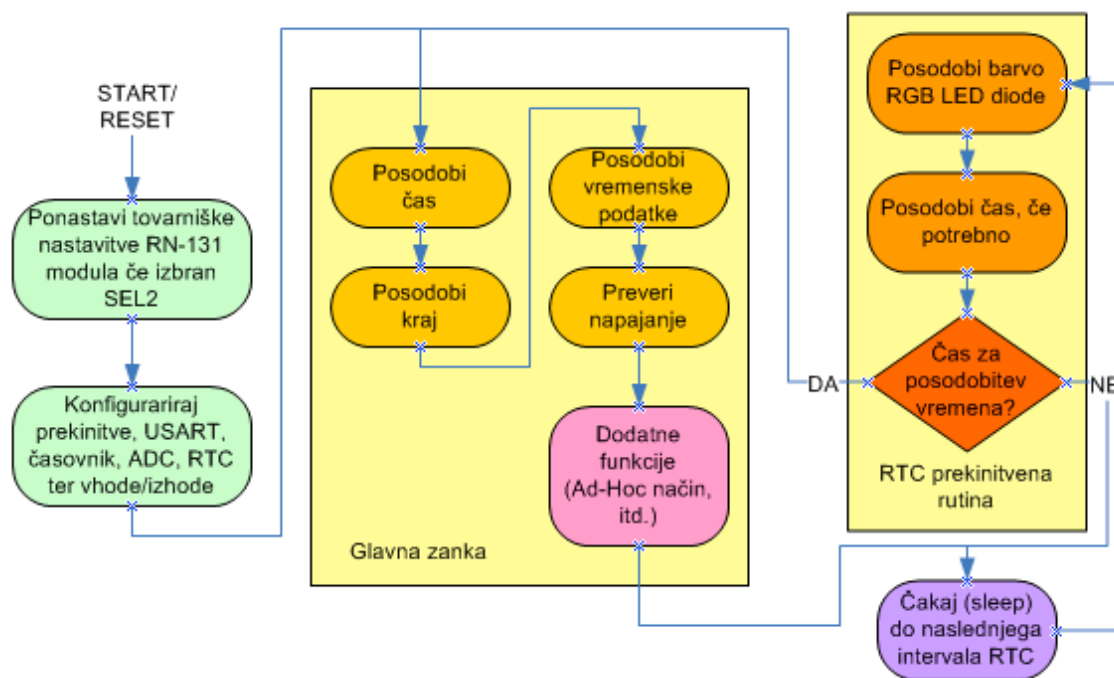 START/
RESET
Ponastavi tovarniške
nastavitve RN-131
modula če izbran
SEL2
Konfigurariraj
prekinitve, USART,
časovnik, ADC, RTC
ter vhode/izhode
Posodobi
čas
Posodobi
kraj
Posodobi
vremenske
podatke
Preveri
napajanje
Dodatne
funkcije
(Ad-Hoc način,
itd.)
Glavna zanka
Posodobi barvo
RGB LED diode
Posodobi čas, če
potrebno
Čas za
posodobitev
vremena?
DA
NE
RTC prekinitvena
rutina
Čakaj (sleep)
do naslednjega
intervala RTC